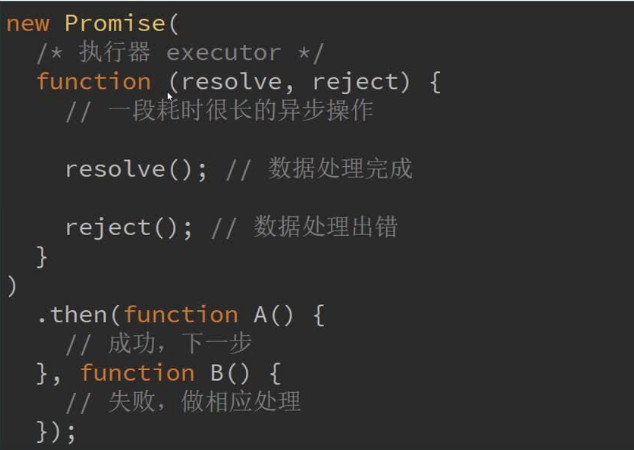 new Promise(
/* 执行器 executor */
function (resolve, reject) {
// 一段耗时很长的异步操作
resolve(); // 数据处理完成
reject(); // 数据处理出错
}
)
.then(function A() {
// 成功，下一步
}, function B() {
// 失败，做相应处理
});